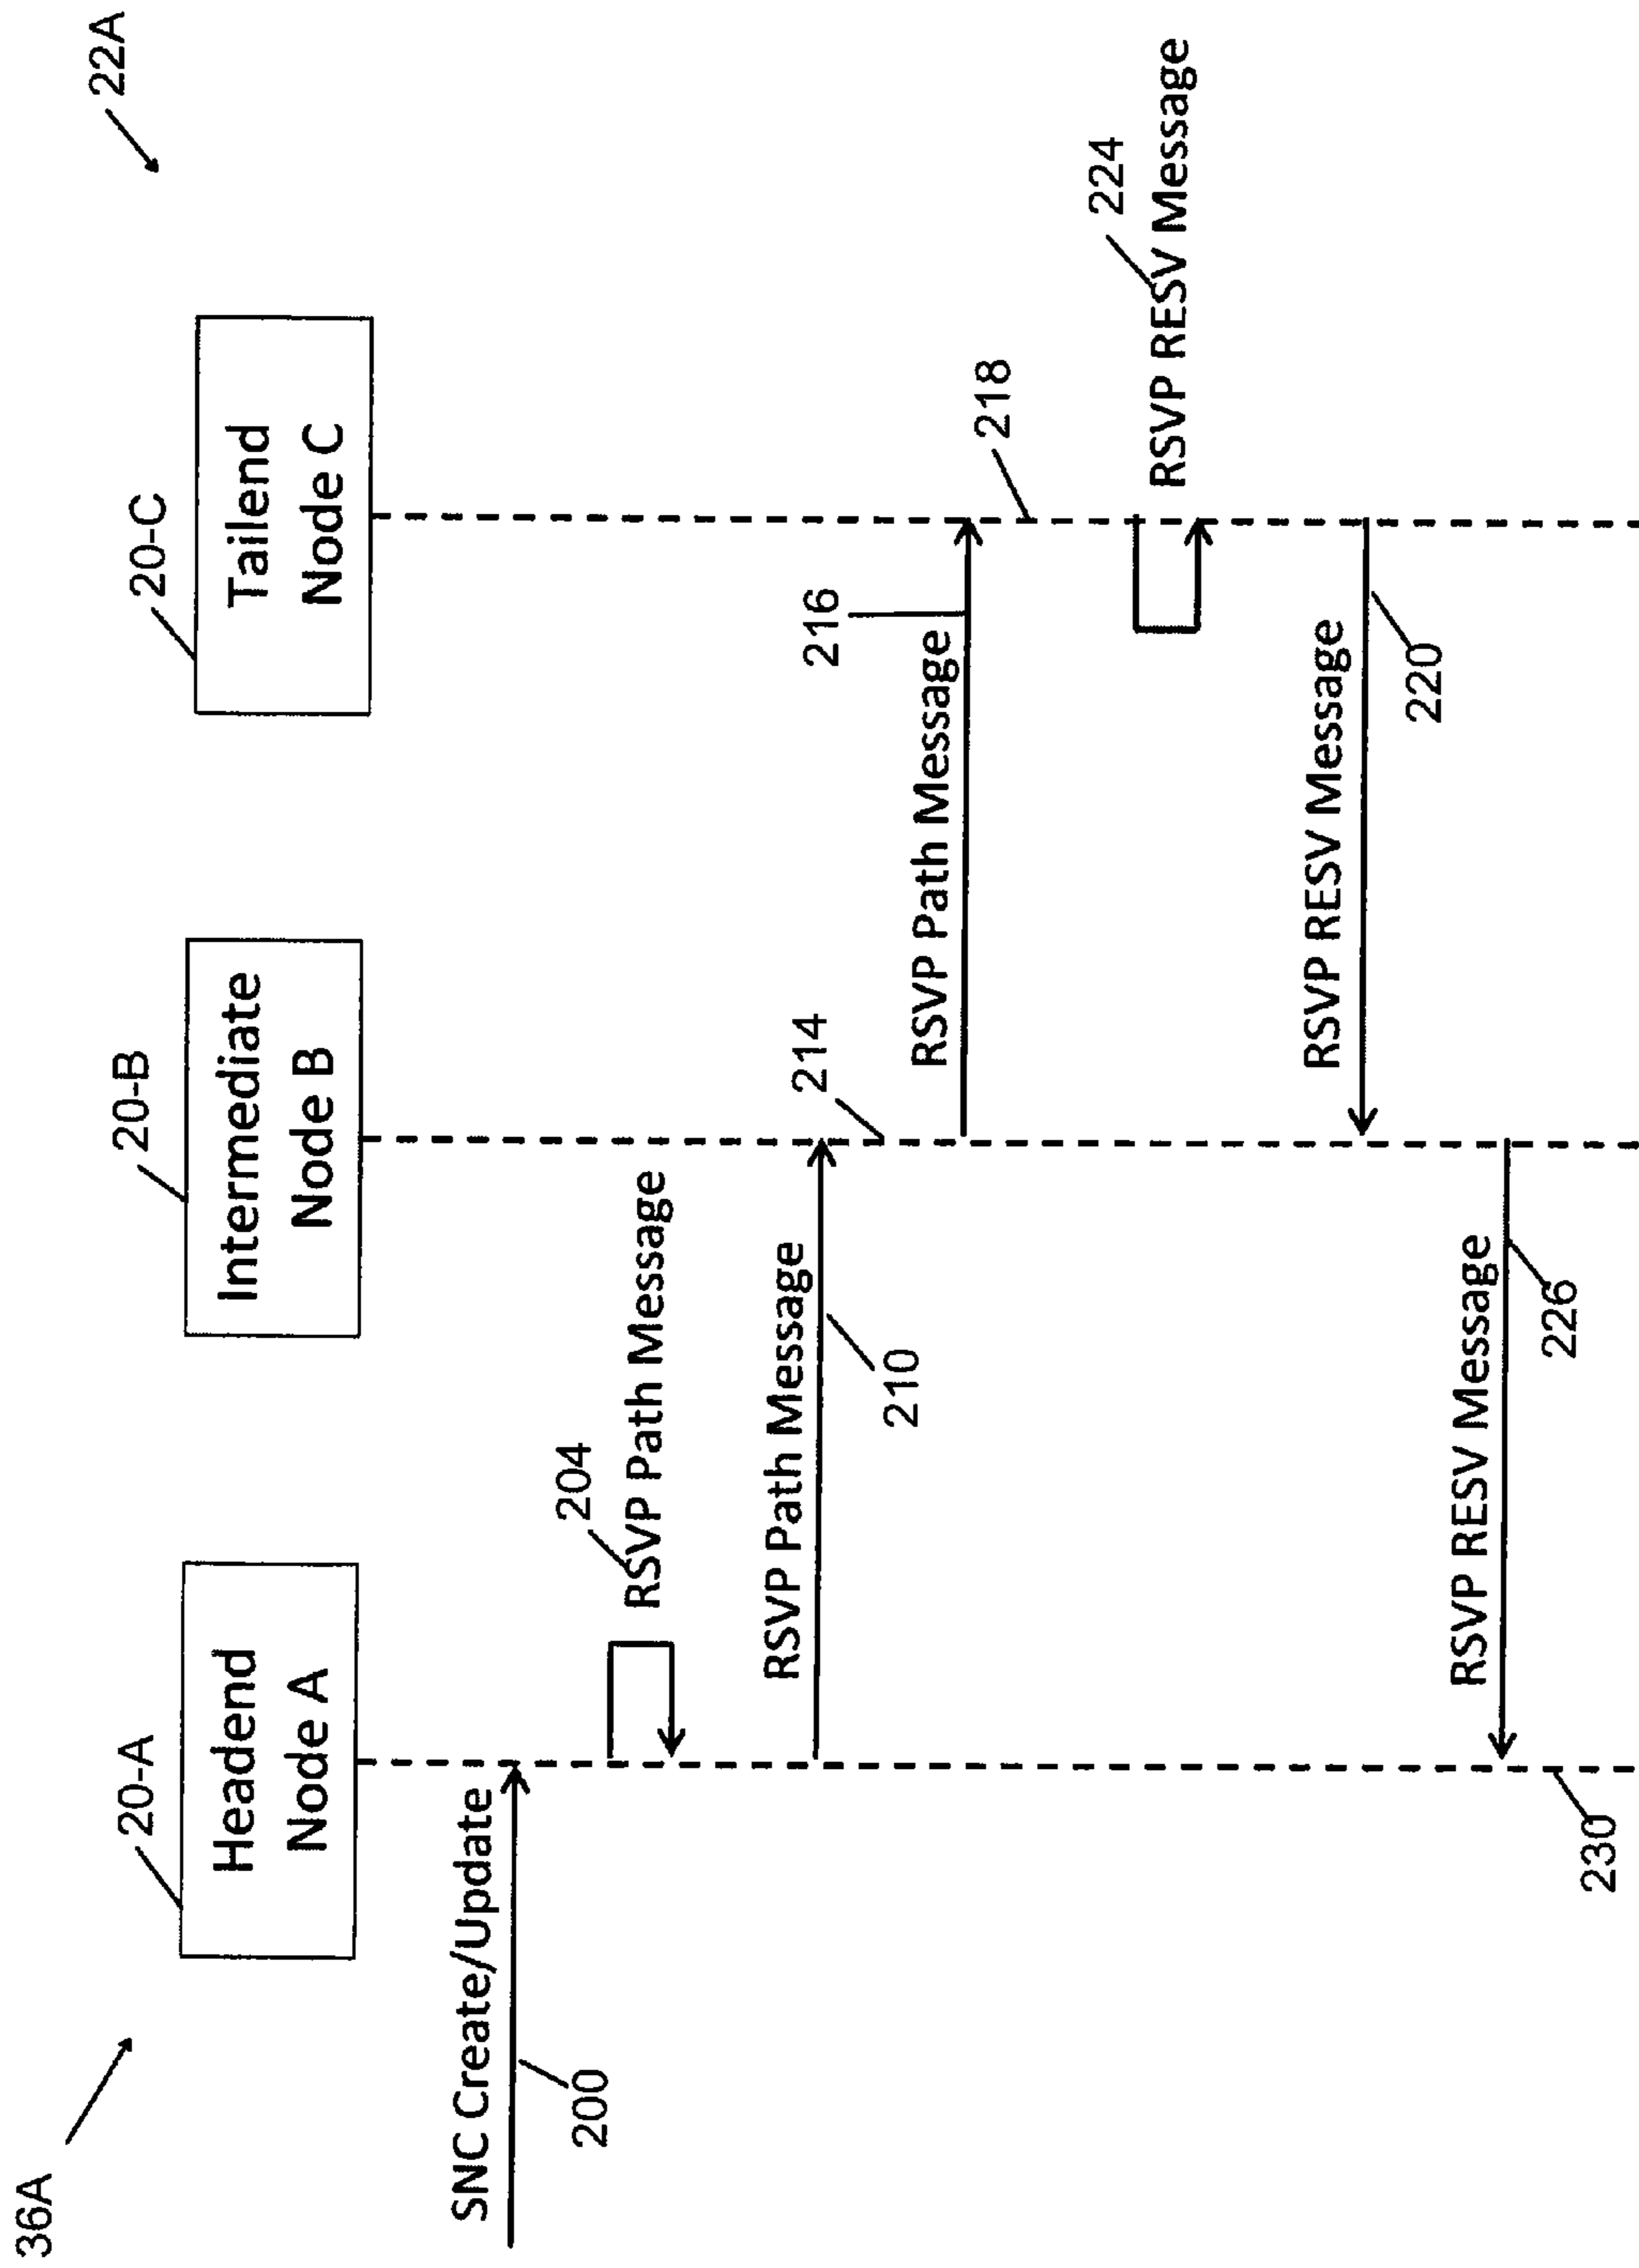 36A
22A
20-A
Headend
Node A
20-B
Intermediate
Node B
20-C
Tailend
Node C
SNC Create/Update
200
204
RSVP Path Message
RSVP Path Message
210
214
RSVP Path Message
216
218
224
RSVP RESV Message
RSVP RESV Message
220
RSVP RESV Message
226
230